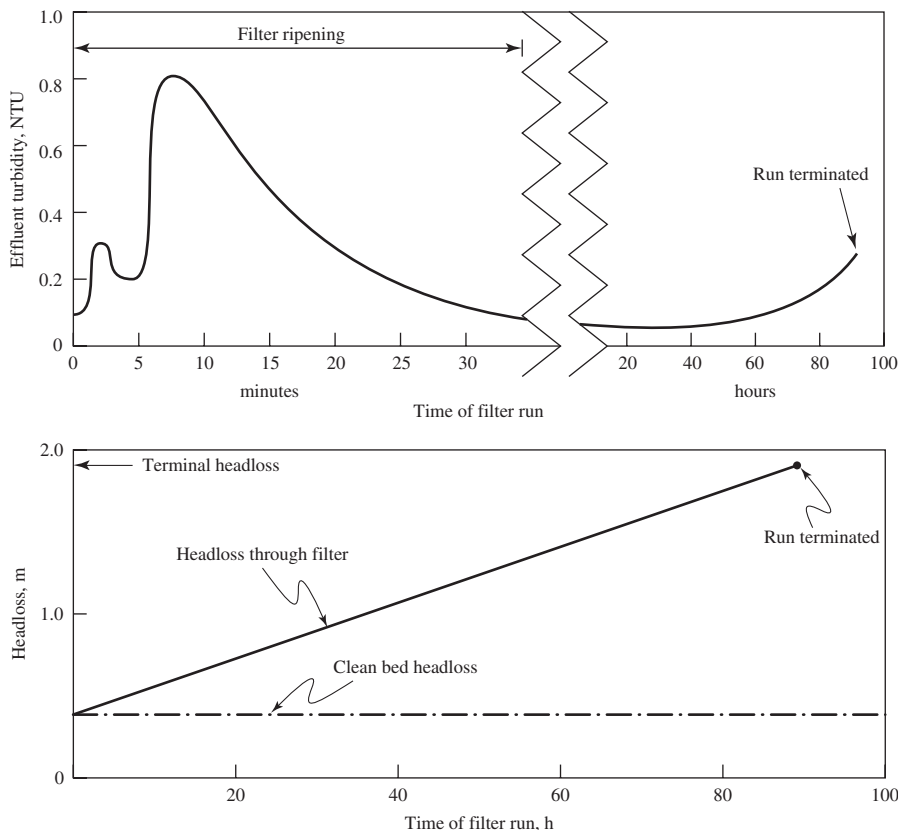 1.0
Filter ripening
0.8
0.6
0.4
0.2
0
Effluent turbidity, NTU
Run terminated
0 5 10 15 20 25 30 20 40 60 80 100
minutes hours
Time of filter run
2.0
Terminal headloss
1.0
0
Headloss, m
Headloss through filter
Run terminated
Clean bed headloss
20 40 60 80 100
Time of filter run, h